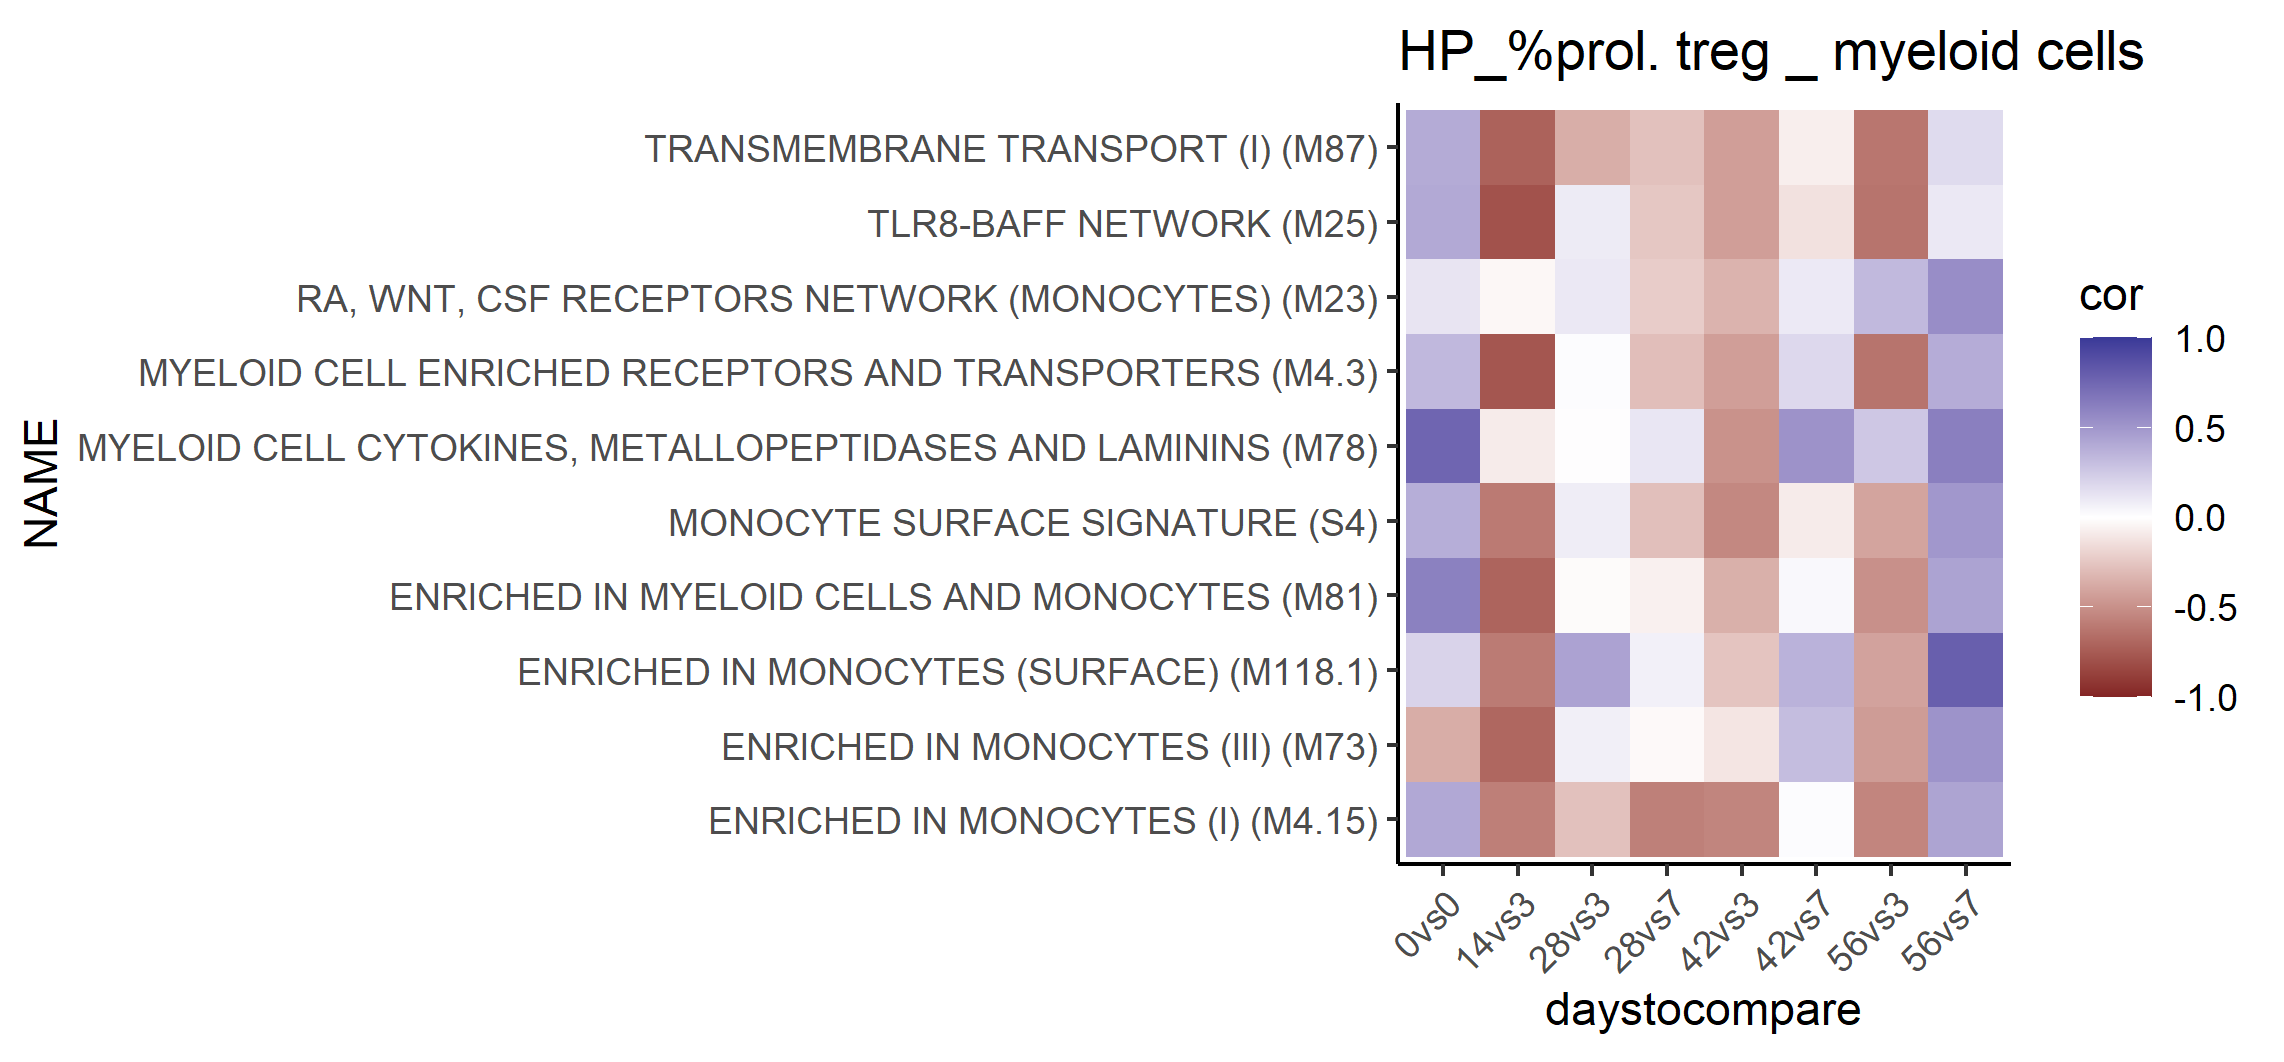 HP_%prol. treg _ myeloid cells
NAME
TRANSMEMBRANE TRANSPORT (I) (M87)
TLR8-BAFF NETWORK (M25)
RA, WNT, CSF RECEPTORS NETWORK (MONOCYTES) (M23)
MYELOID CELL ENRICHED RECEPTORS AND TRANSPORTERS (M4.3)
MYELOID CELL CYTOKINES, METALLOPEPTIDASES AND LAMININS (M78)
MONOCYTE SURFACE SIGNATURE (S4)
ENRICHED IN MYELOID CELLS AND MONOCYTES (M81)
ENRICHED IN MONOCYTES (SURFACE) (M118.1)
ENRICHED IN MONOCYTES (III) (M73)
ENRICHED IN MONOCYTES (I) (M4.15)
0vs0
14vs3
28vs3
28vs7
42vs3
42vs7
56vs3
56vs7
daystocompare
cor
1.0
0.5
0.0
-0.5
-1.0